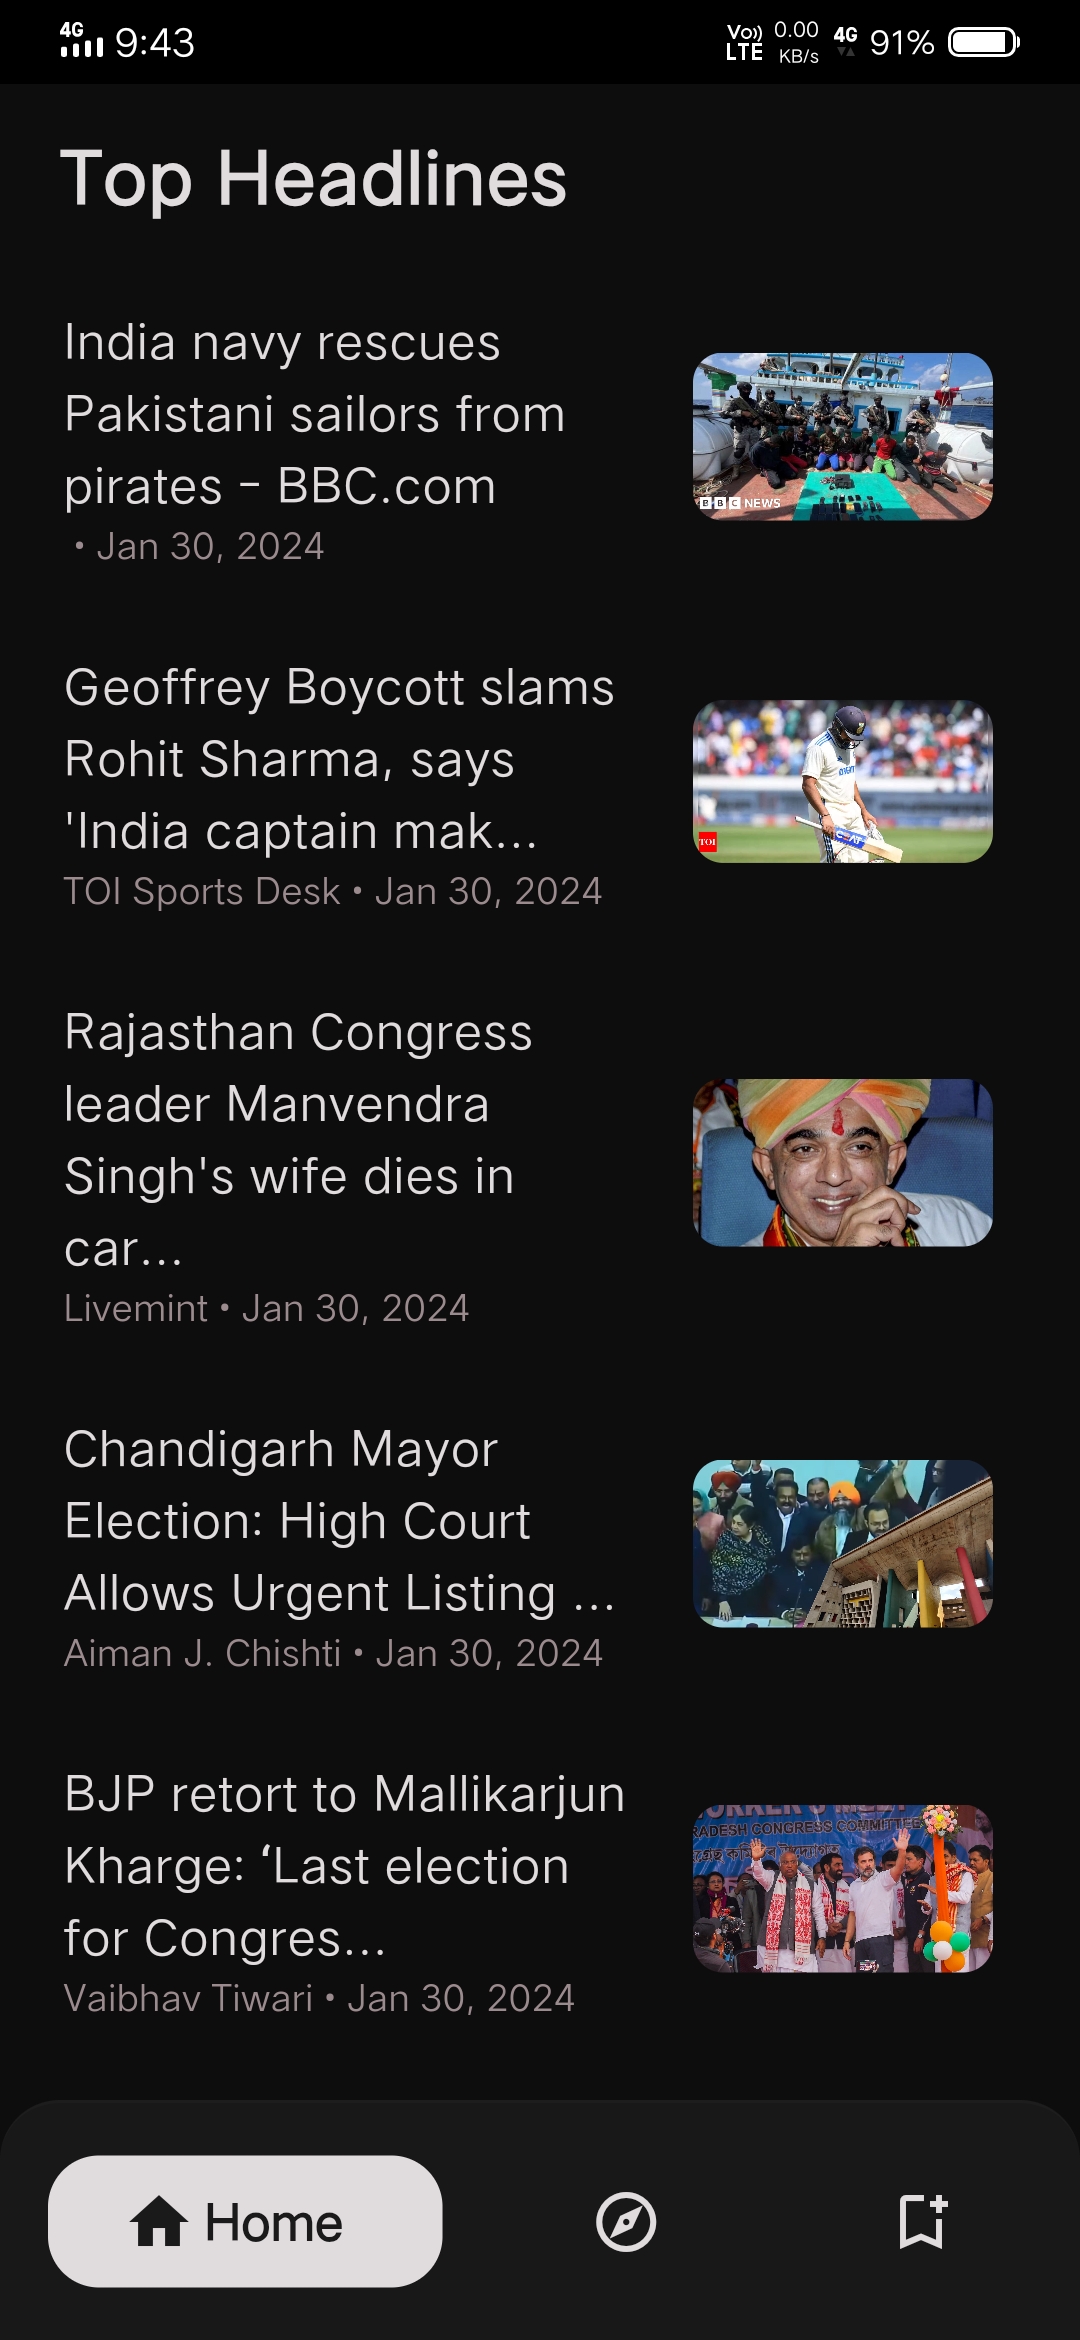 4G 9:43 Vo)) LTE 0.00 KB/s 4G 91%
Top Headlines
India navy rescues
Pakistani sailors from
pirates - BBC.com
• Jan 30, 2024
BBC NEWS
Geoffrey Boycott slams
Rohit Sharma, says
'India captain mak...
TOI Sports Desk • Jan 30, 2024
TOI
CEAT
Rajasthan Congress
leader Manvendra
Singh's wife dies in
car...
Livemint • Jan 30, 2024
Chandigarh Mayor
Election: High Court
Allows Urgent Listing ...
Aiman J. Chishti • Jan 30, 2024
BJP retort to Mallikarjun
Kharge: ‘Last election
for Congres...
Vaibhav Tiwari • Jan 30, 2024
RADESH CONGRESS COMMITTEE
Home